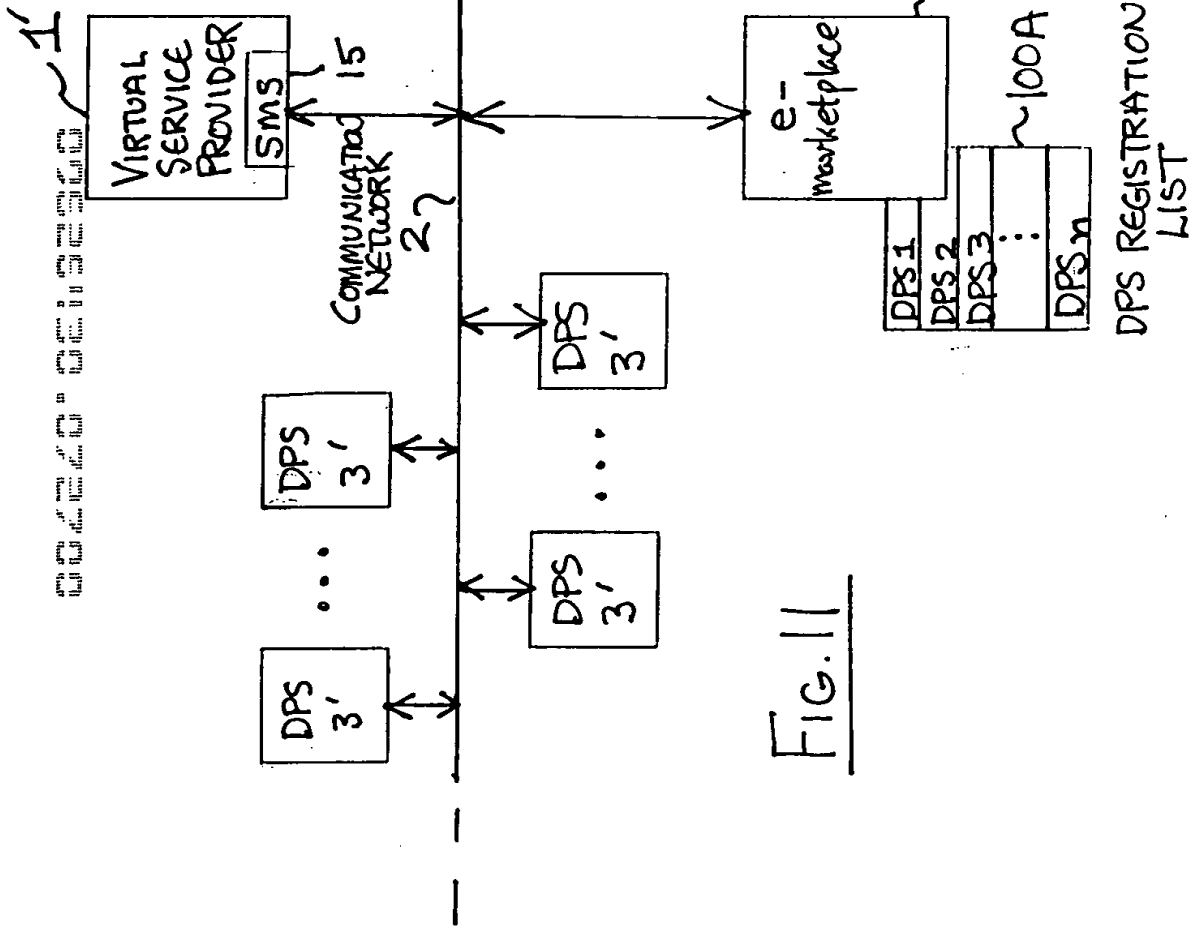 1'
VIRTUAL
SERVICE
PROVIDER
SMS
15
COMMUNICATION
NETWORK
2
DPS
3'
DPS
3'
DPS
3'
DPS
3'
e-
marketplace
100A
DPS 1
DPS 2
DPS 3
DPS n
DPS REGISTRATION
LIST
FIG. 11